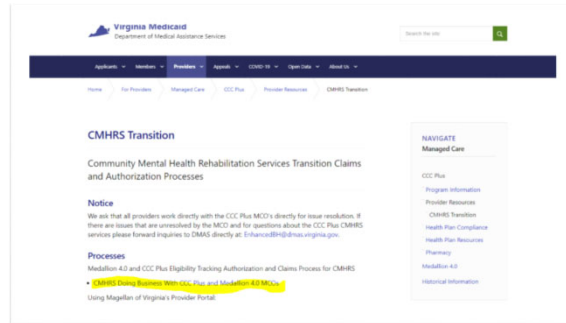 Virginia Medicaid
Department of Medical Assistance Services
Search the site
Applicants Members Providers Appeals COVID-19 Open Data About Us
Home For Providers Managed Care CCC Plus Provider Resources CMHRS Transition
CMHRS Transition
Community Mental Health Rehabilitation Services Transition Claims
and Authorization Processes
Notice
We ask that all providers work directly with the CCC Plus MCO's directly for issue resolution. If
there are issues that are unresolved by the MCO and for questions about the CCC Plus CMHRS
services please forward inquiries to DMAS directly at: EnhancedBH@dmas.virginia.gov.
Processes
Medallion 4.0 and CCC Plus Eligibility Tracking Authorization and Claims Process for CMHRS
• CMHRS Doing Business With CCC Plus and Medallion 4.0 MCOs
Using Magellan of Virginia's Provider Portal:
NAVIGATE
Managed Care
CCC Plus
Program Information
Provider Resources
CMHRS Transition
Health Plan Compliance
Health Plan Resources
Pharmacy
Medallion 4.0
Historical Information